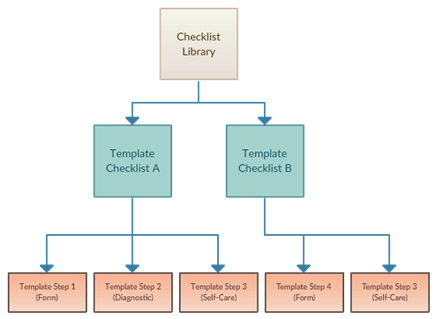 Checklist
Library
Template
Checklist A
Template
Checklist B
Template Step 1
(Form)
Template Step 2
(Diagnostic)
Template Step 3
(Self-Care)
Template Step 4
(Form)
Template Step 3
(Self-Care)